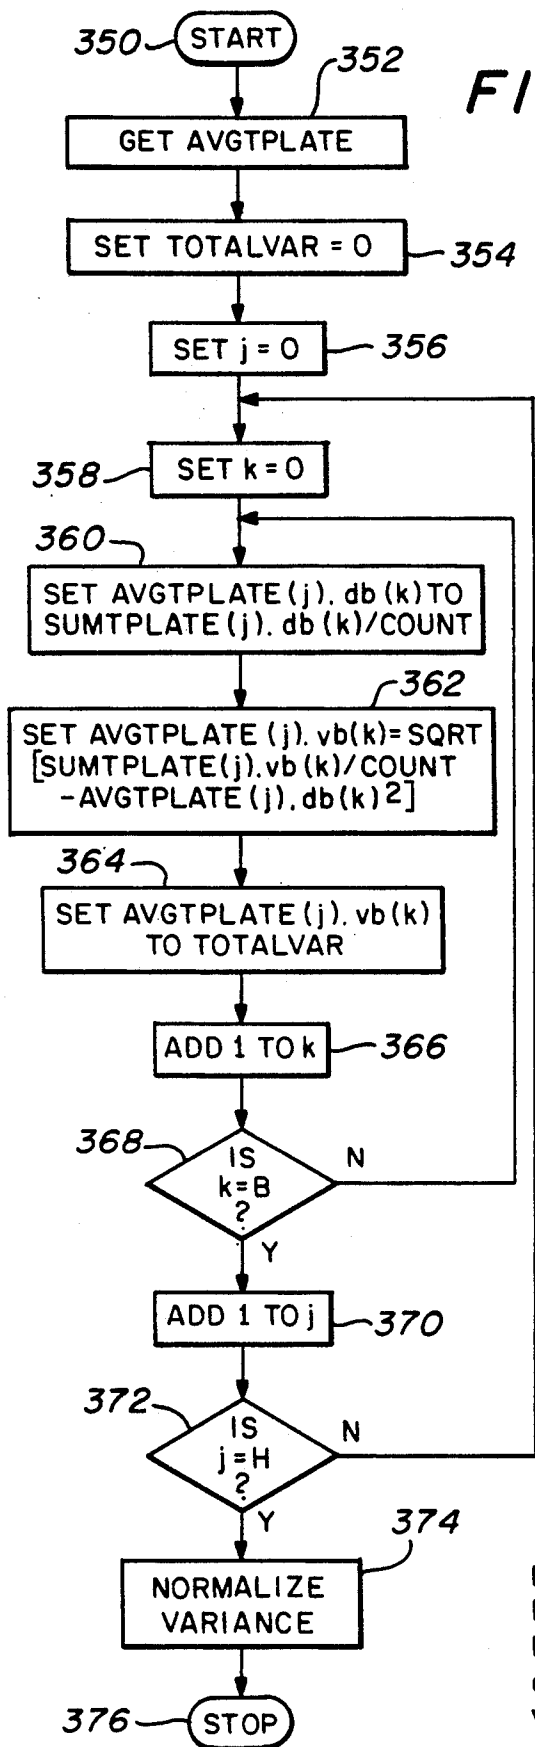 350 START
352
FI
GET AVGTPLATE
SET TOTALVAR = 0
354
SET j = 0
356
358
SET k = 0
360
SET AVGTPLATE (j). db (k) TO
SUMTPLATE (j). db (k)/COUNT
362
SET AVGTPLATE (j). vb(k)= SQRT
[SUMTPLATE(j).vb(k)/COUNT
-AVGTPLATE(j).db(k)2]
364
SET AVGTPLATE (j). vb(k)
TO TOTALVAR
ADD 1 TO k
366
368
IS
k=B
?
N
Y
ADD 1 TO j
370
372
IS
j=H
?
N
Y
374
NORMALIZE
VARIANCE
376 STOP